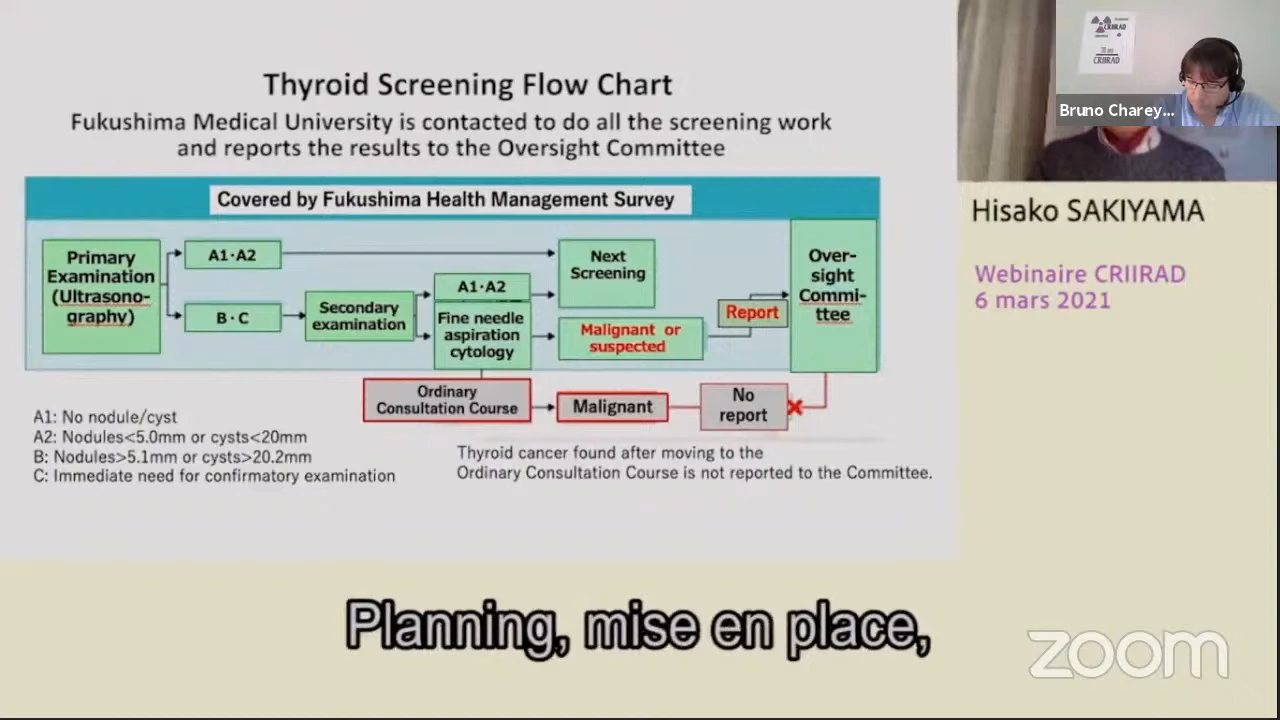 Thyroid Screening Flow Chart
Fukushima Medical University is contacted to do all the screening work
and reports the results to the Oversight Committee
Covered by Fukushima Health Management Survey
Primary
Examination
(Ultrasono-
graphy)
A1·A2
B·C
Secondary
examination
A1·A2
Fine needle
aspiration
cytology
Next
Screening
Malignant or
suspected
Report
Over-
sight
Commi-
ttee
Ordinary
Consultation Course
Malignant
No
report
A1: No nodule/cyst
A2: Nodules<5.0mm or cysts<20mm
B: Nodules>5.1mm or cysts>20.2mm
C: Immediate need for confirmatory examination
Thyroid cancer found after moving to the
Ordinary Consultation Course is not reported to the Committee.
CRIIRAD
CRIIRAD
Bruno Charey...
Hisako SAKIYAMA
Webinaire CRIIRAD
6 mars 2021
Planning, mise en place,
zoom